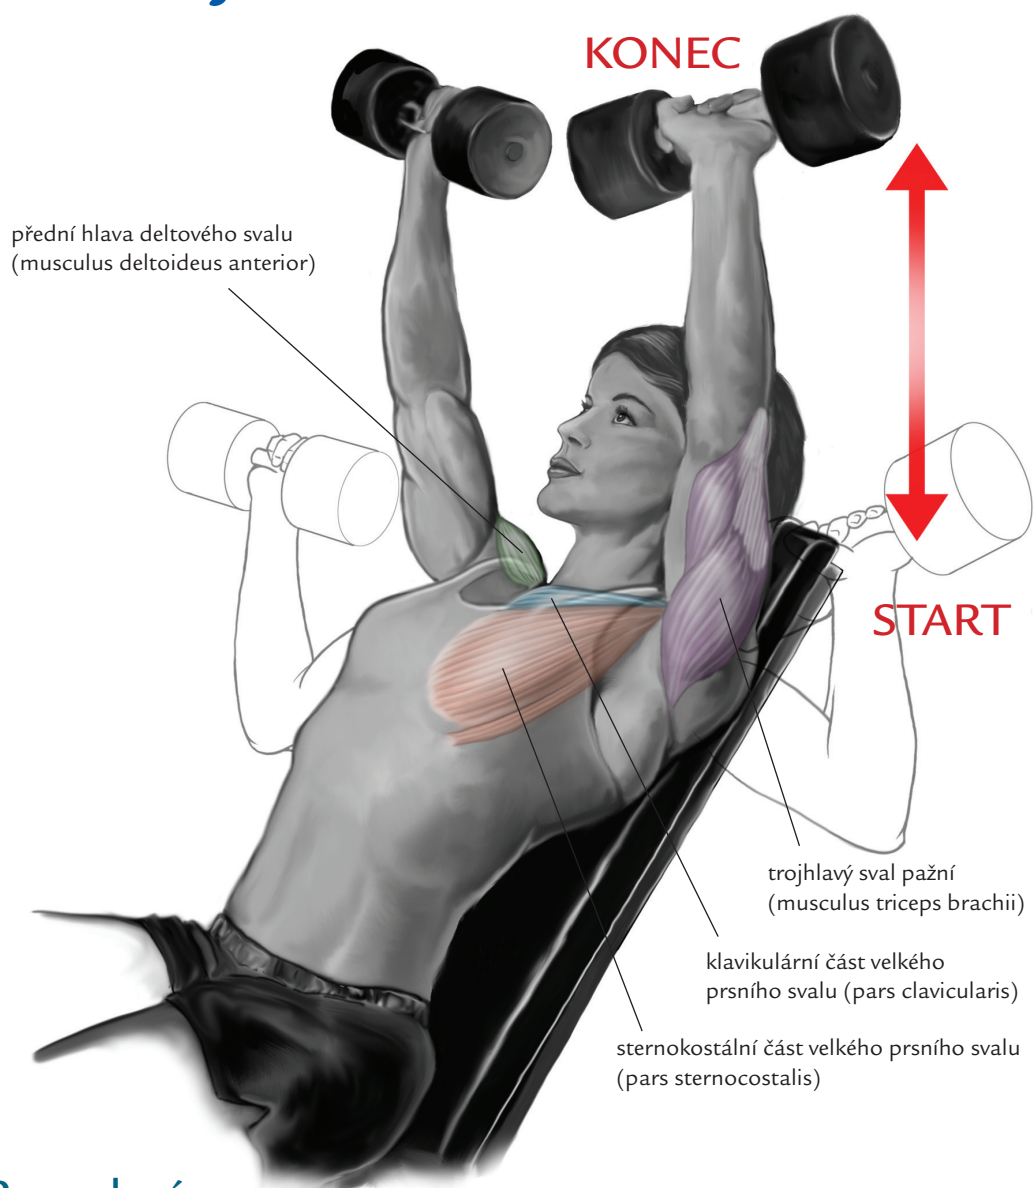 KONEC
přední hlava deltového svalu
(musculus deltoideus anterior)
START
trojhlavý sval pažní
(musculus triceps brachii)
klavikulární část velkého
prsního svalu (pars clavicularis)
sternokostální část velkého prsního svalu
(pars sternocostalis)